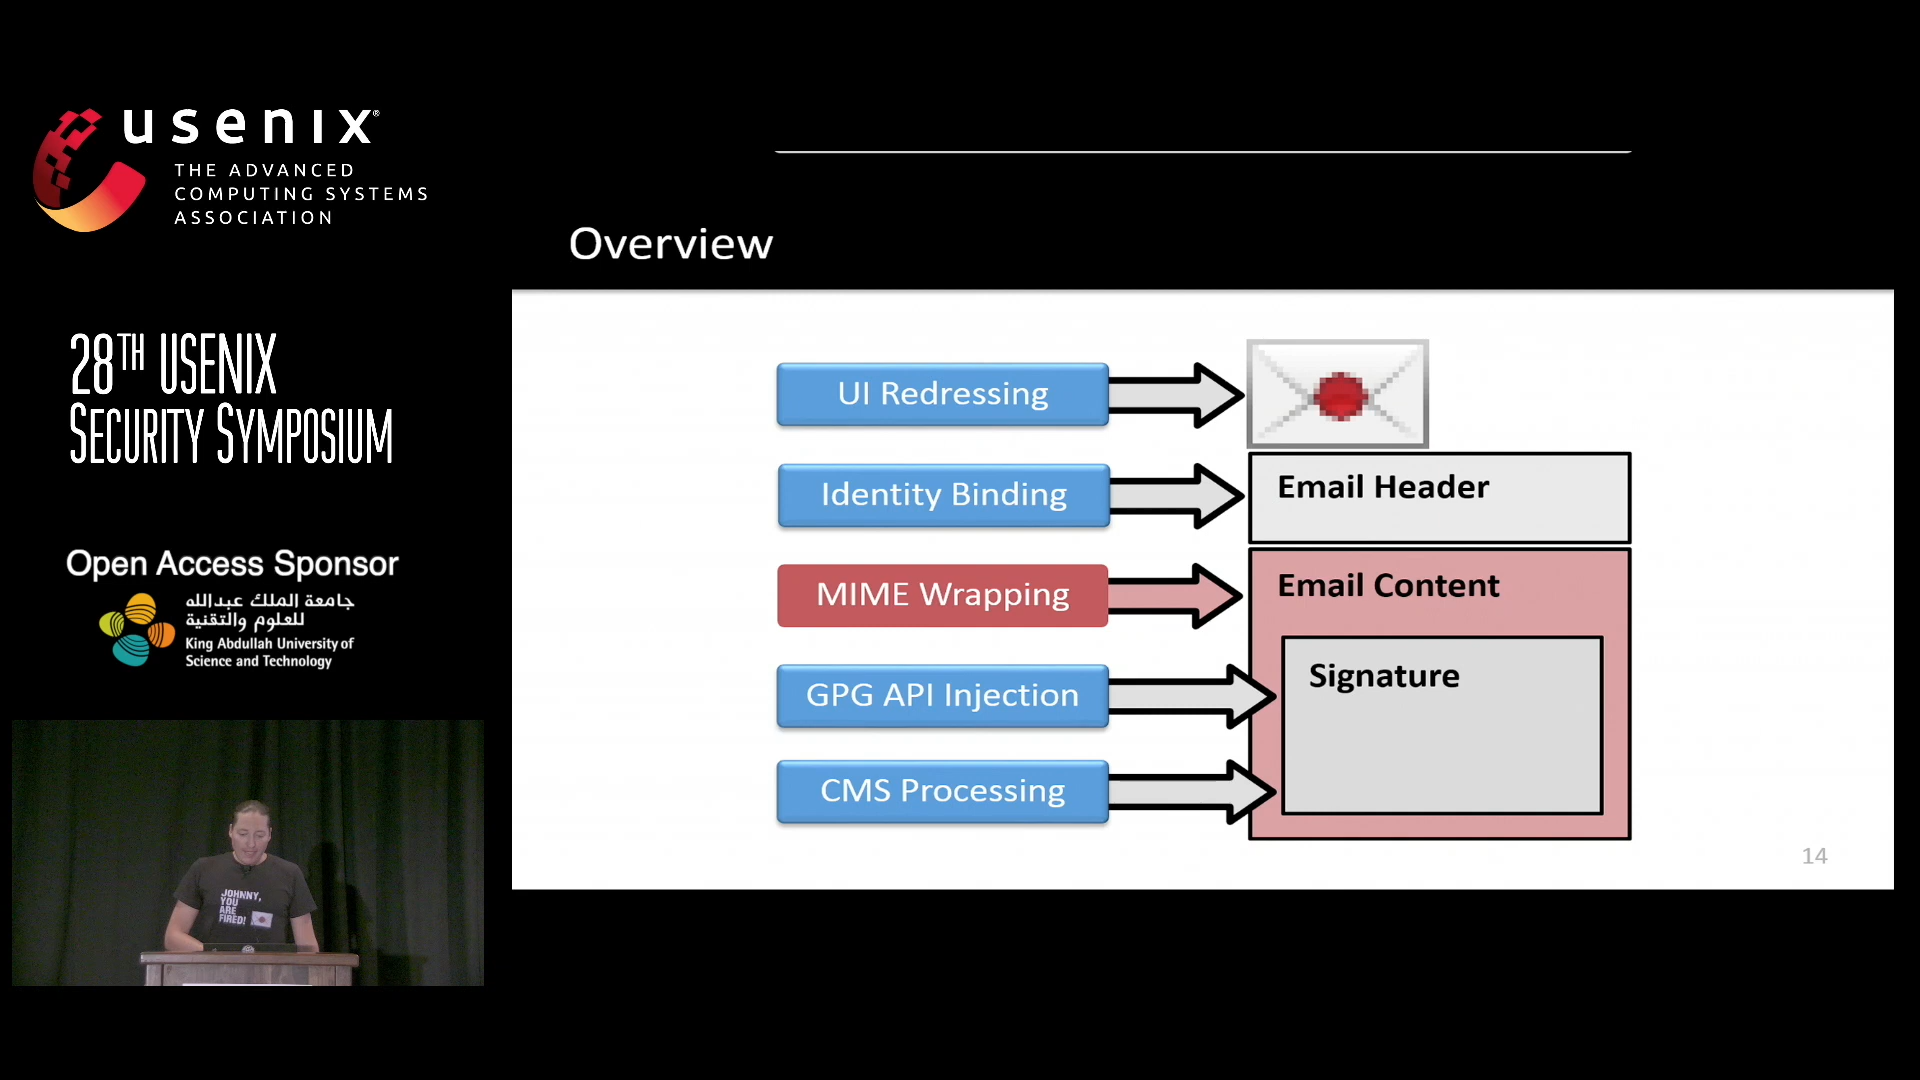 usenix®
THE ADVANCED
COMPUTING SYSTEMS
ASSOCIATION
28TH USENIX
SECURITY SYMPOSIUM
Open Access Sponsor
جامعة الملك عبدالله
للعلوم والتقنية
King Abdullah University of
Science and Technology
JOHNNY,
YOU
ARE
FIRED!
Overview
UI Redressing
Identity Binding
Email Header
MIME Wrapping
Email Content
GPG API Injection
Signature
CMS Processing
14